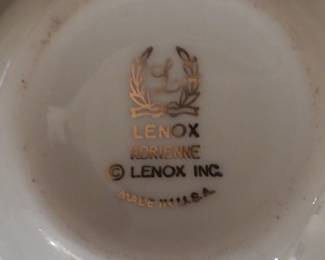 L
LENOX
ADRIENNE
© LENOX INC.
MADE IN U.S.A.